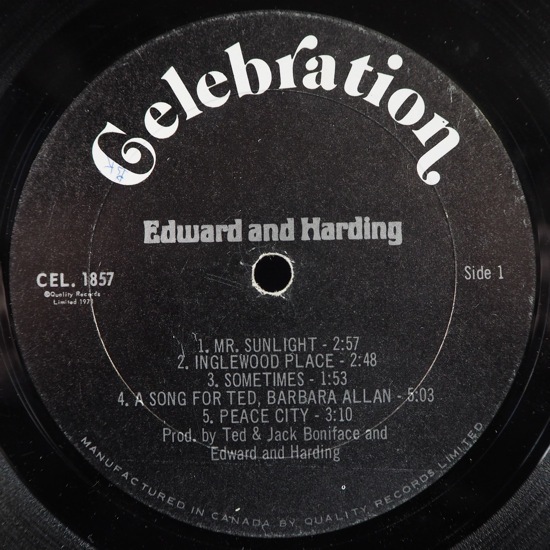 Celebration
Edward and Harding
CEL. 1857
℗Quality Records
Limited 1971
Side 1
1. MR. SUNLIGHT - 2:57
2. INGLEWOOD PLACE - 2:48
3. SOMETIMES - 1:53
4. A SONG FOR TED, BARBARA ALLAN - 5:03
5. PEACE CITY - 3:10
Prod. by Ted & Jack Boniface and
Edward and Harding
MANUFACTURED IN CANADA BY QUALITY RECORDS LIMITED